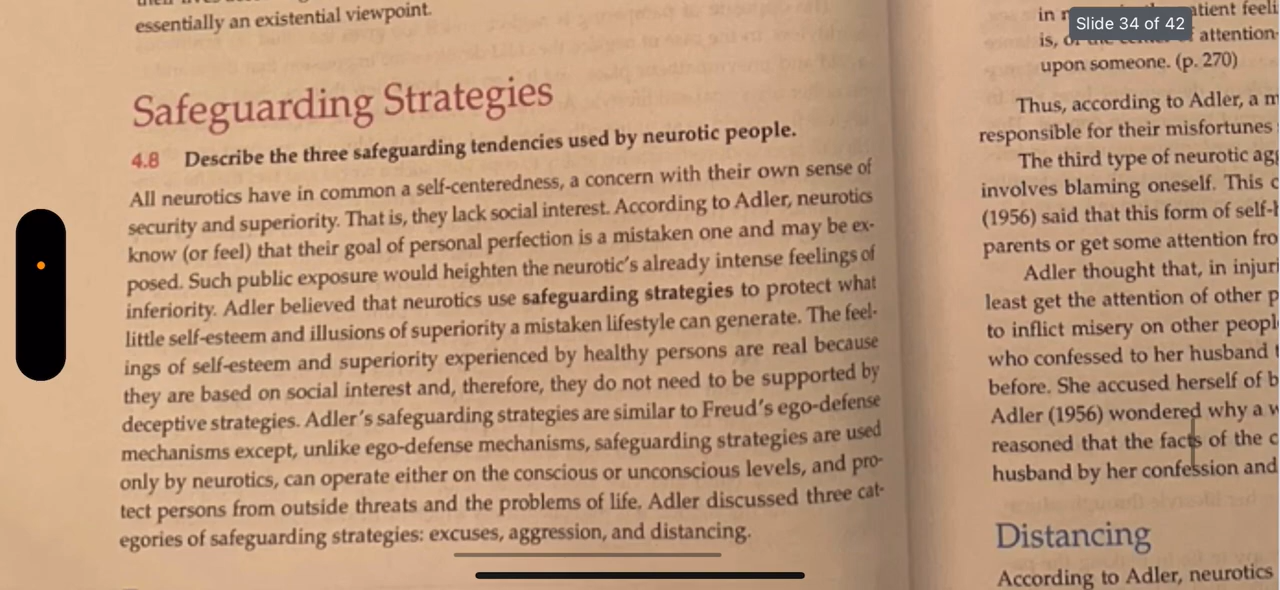 essentially an existential viewpoint.
Safeguarding Strategies
4.8 Describe the three safeguarding tendencies used by neurotic people.
All neurotics have in common a self-centeredness, a concern with their own sense of
security and superiority. That is, they lack social interest. According to Adler, neurotics
know (or feel) that their goal of personal perfection is a mistaken one and may be ex-
posed. Such public exposure would heighten the neurotic's already intense feelings of
inferiority. Adler believed that neurotics use safeguarding strategies to protect what
little self-esteem and illusions of superiority a mistaken lifestyle can generate. The feel-
ings of self-esteem and superiority experienced by healthy persons are real because
they are based on social interest and, therefore, they do not need to be supported by
deceptive strategies. Adler's safeguarding strategies are similar to Freud's ego-defense
mechanisms except, unlike ego-defense mechanisms, safeguarding strategies are used
only by neurotics, can operate either on the conscious or unconscious levels, and pro-
tect persons from outside threats and the problems of life. Adler discussed three cat-
egories of safeguarding strategies: excuses, aggression, and distancing.
Slide 34 of 42
in
is, attention
upon someone. (p. 270)
Thus, according to Adler, a
responsible for their misfortunes
The third type of neurotic
involves blaming oneself. This
(1956) said that this form of self-
parents or get some attention
Adler thought that, in
least get the attention of other
to inflict misery on other
who confessed to her husband
before. She accused herself of
Adler (1956) wondered why a
reasoned that the facts of the
husband by her confession and
Distancing
According to Adler, neurotics